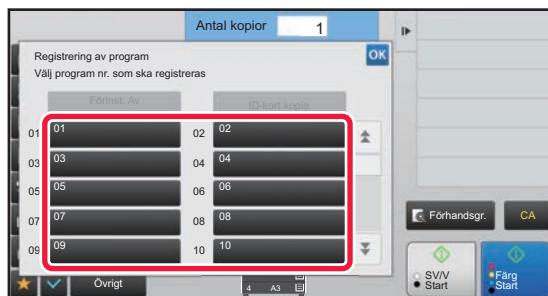 Antal kopior 1
Registrering av program OK
Välj program nr. som ska registreras
Förinst. Av ID-kort kopia
01 01 02 02
03 03 04 04
05 05 06 06
07 07 08 08
09 09 10 10
Förhandsgr. CA
Övrigt
4 A3
SV/V
Start
Färg
Start